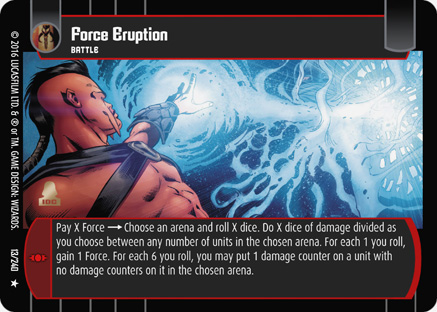 Force Eruption
BATTLE
© 2016 LUCASFILM LTD. & ® or TM. GAME DESIGN: WIZARDS.
Pay X Force → Choose an arena and roll X dice. Do X dice of damage divided as
you choose between any number of units in the chosen arena. For each 1 you roll,
gain 1 Force. For each 6 you roll, you may put 1 damage counter on a unit with
no damage counters on it in the chosen arena.